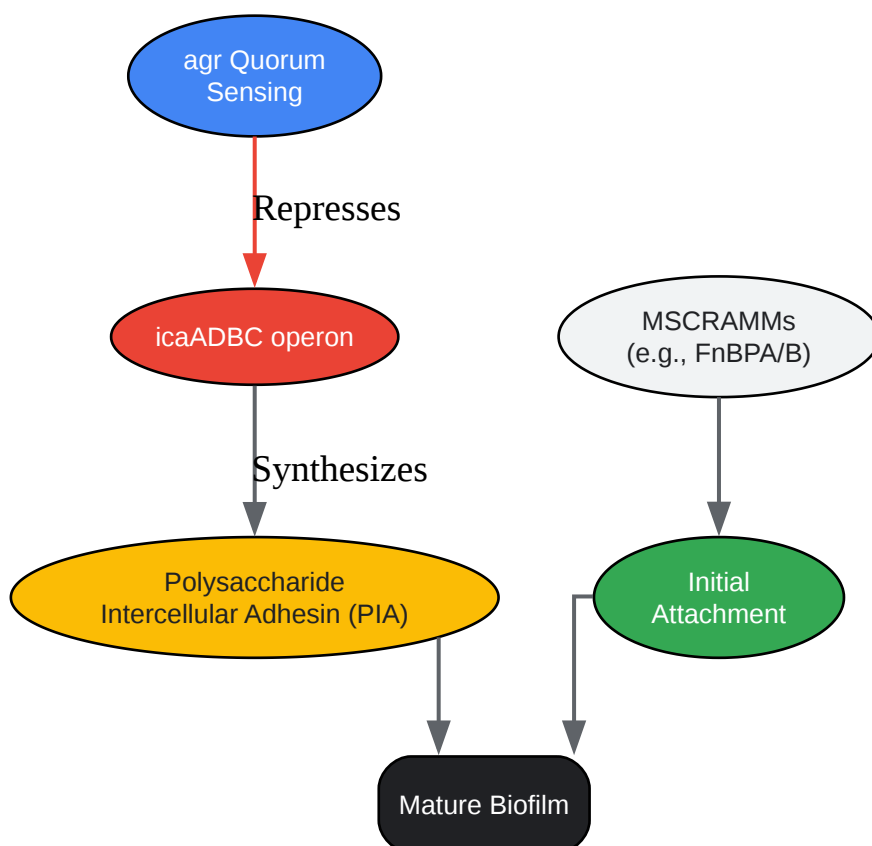 agr Quorum
Sensing
Represses
icaADBC operon
MSCRAMMs
(e.g., FnBPA/B)
Synthesizes
Polysaccharide
Intercellular Adhesin (PIA)
Initial
Attachment
Mature Biofilm